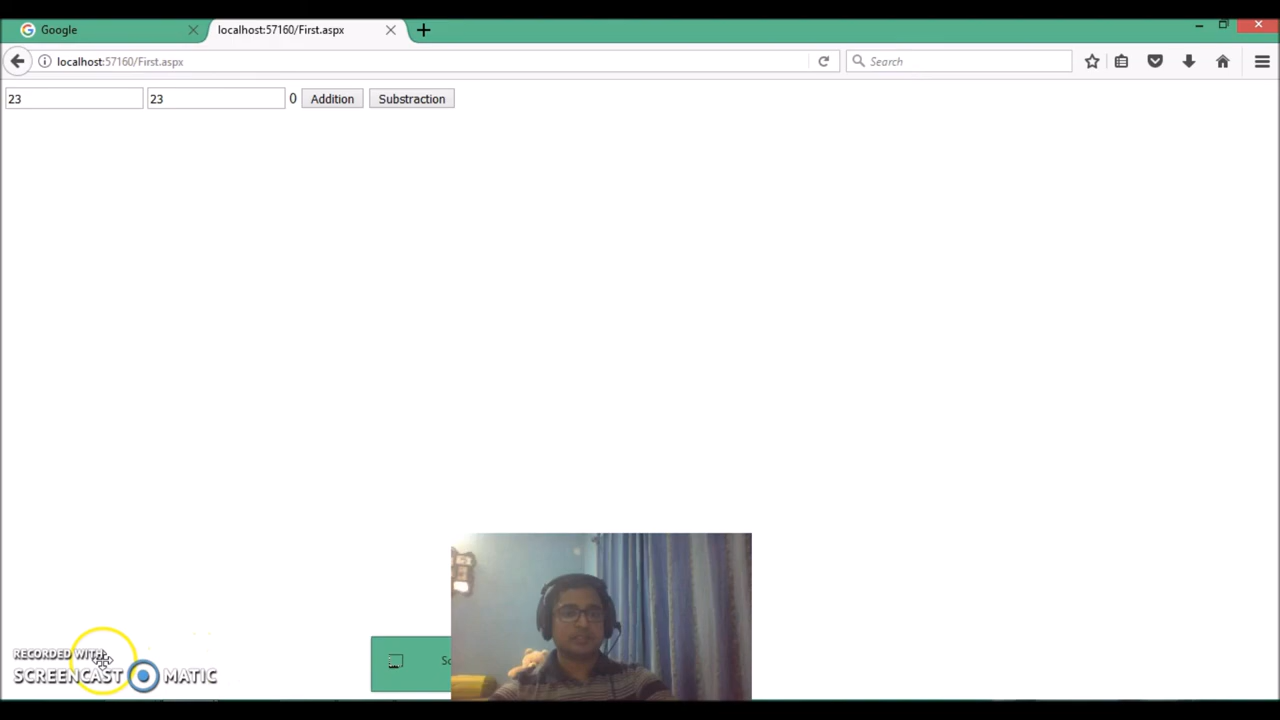 Google
localhost:57160/First.aspx
localhost:57160/First.aspx
Search
23 23 0 Addition Substraction
RECORDED WITH
SCREENCAST MATIC